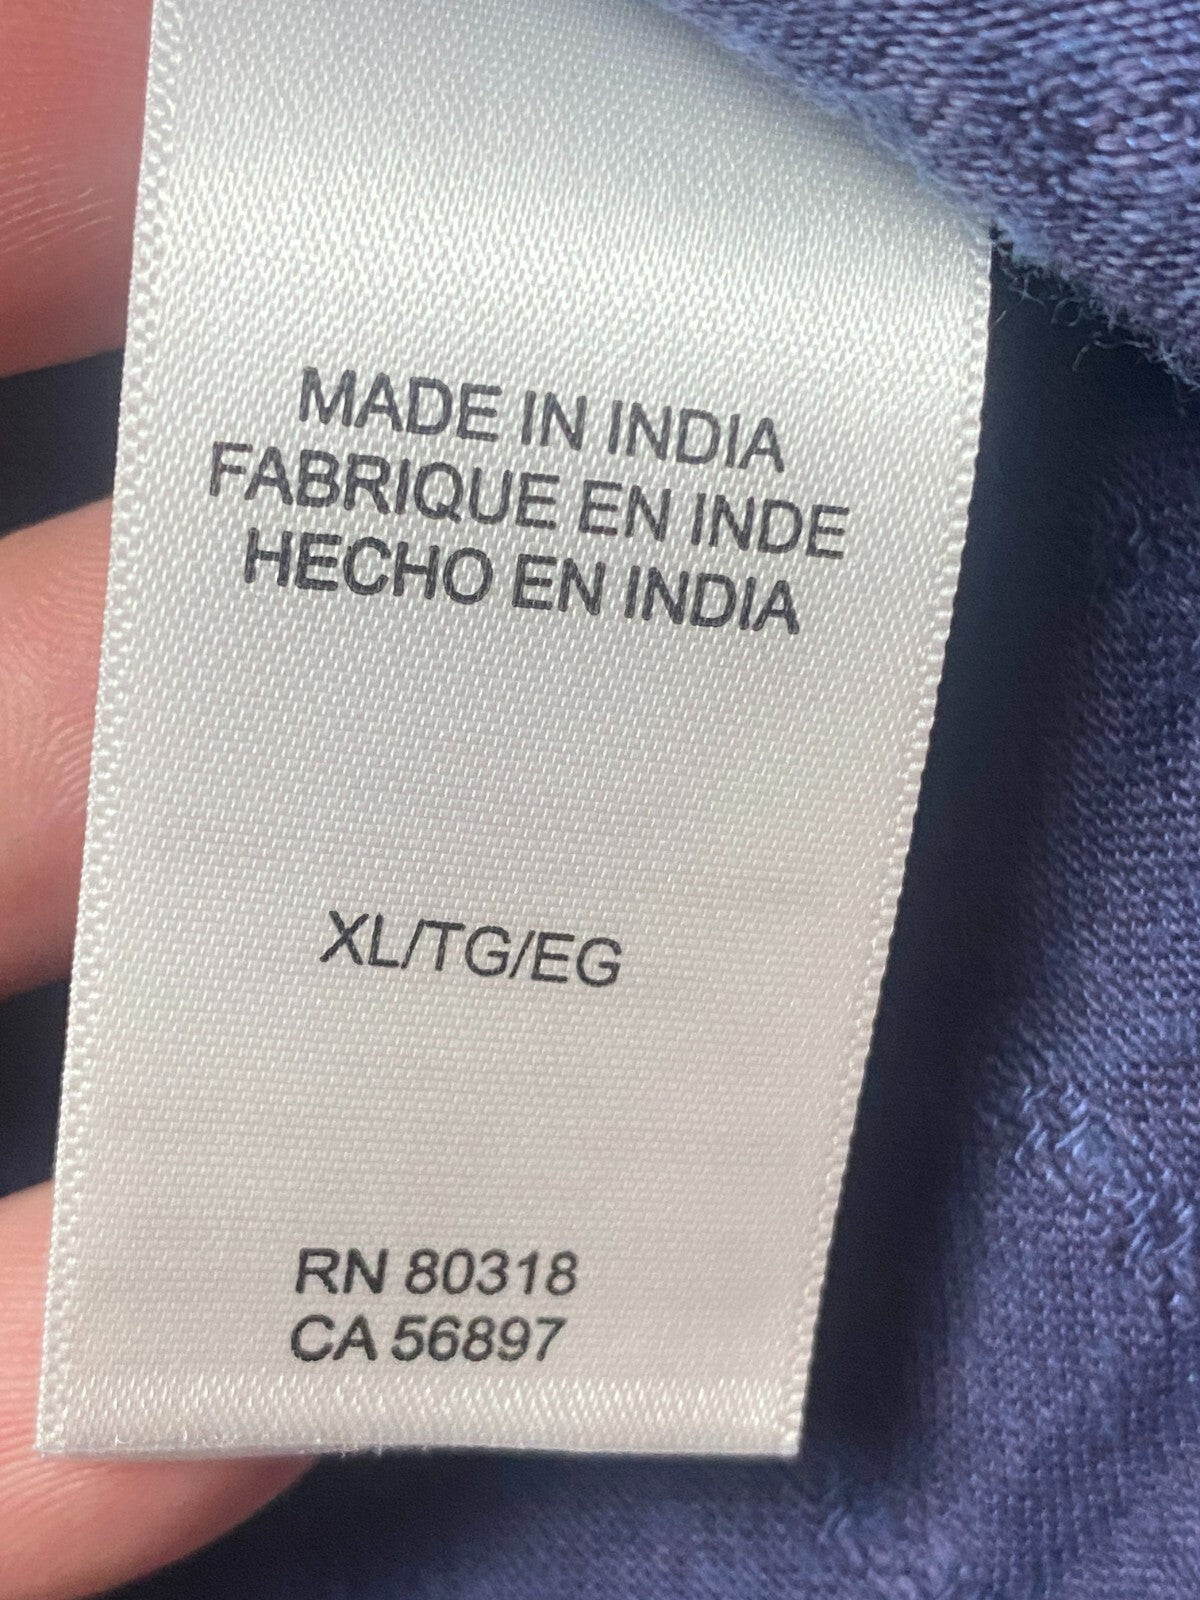 MADE IN INDIA
FABRIQUE EN INDE
HECHO EN INDIA
XL/TG/EG
RN 80318
CA 56897